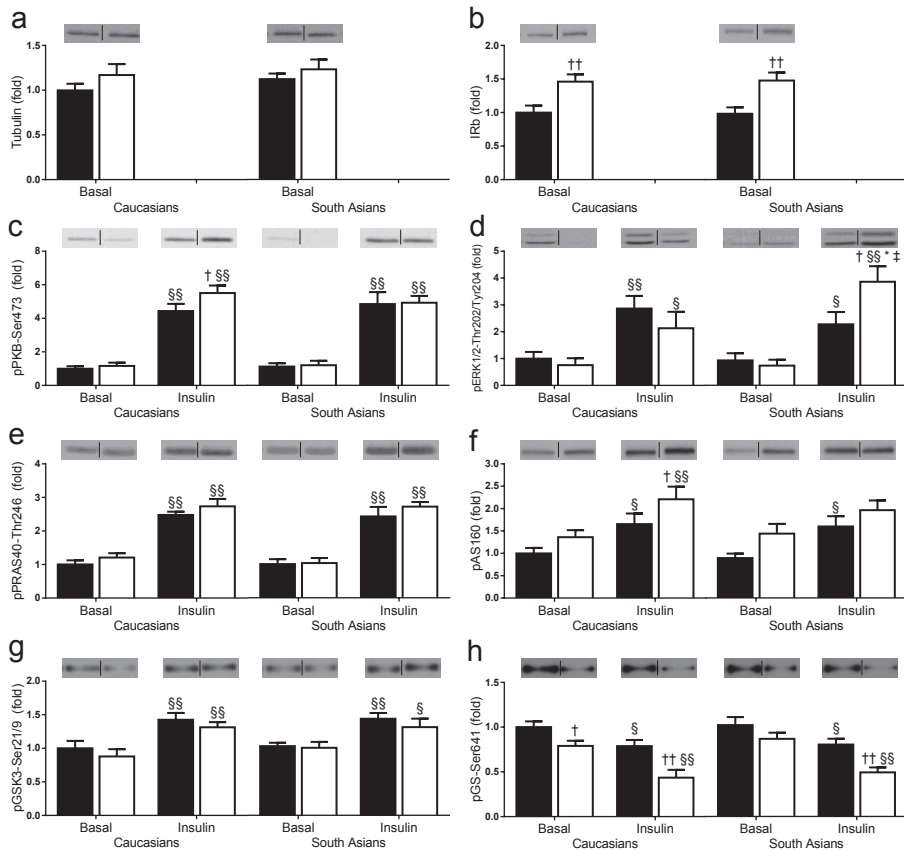 a
Tubulin (fold)
1.5
1.0
0.5
0.0
Basal
Basal
Caucasians
South Asians
b
IRb (fold)
2.0
1.5
1.0
0.5
0.0
††
††
Basal
Basal
Caucasians
South Asians
c
pPKB-Ser473
8
6
4
2
0
§§
† §§
§§
§§
Basal
Insulin
Basal
Insulin
Caucasians
South Asians
d
pERK1/2-Thr202/Tyr204 (fold)
5
4
3
2
1
0
§§
§
§
† §§ * ‡
Basal
Insulin
Basal
Insulin
Caucasians
South Asians
e
pPRAS40-Thr246 (fold)
4
3
2
1
0
§§
§§
§§
§§
Basal
Insulin
Basal
Insulin
Caucasians
South Asians
f
pAS160 (fold)
3.0
2.5
2.0
1.5
1.0
0.5
0.0
§
† §§
§
Basal
Insulin
Basal
Insulin
Caucasians
South Asians
g
pGSK3-Ser21/9 (fold)
2.0
1.5
1.0
0.5
0.0
§§
§§
§§
§
Basal
Insulin
Basal
Insulin
Caucasians
South Asians
h
pGS-Ser641 (fold)
1.5
1.0
0.5
0.0
†
§
†† §§
§
†† §§
Basal
Insulin
Basal
Insulin
Caucasians
South Asians